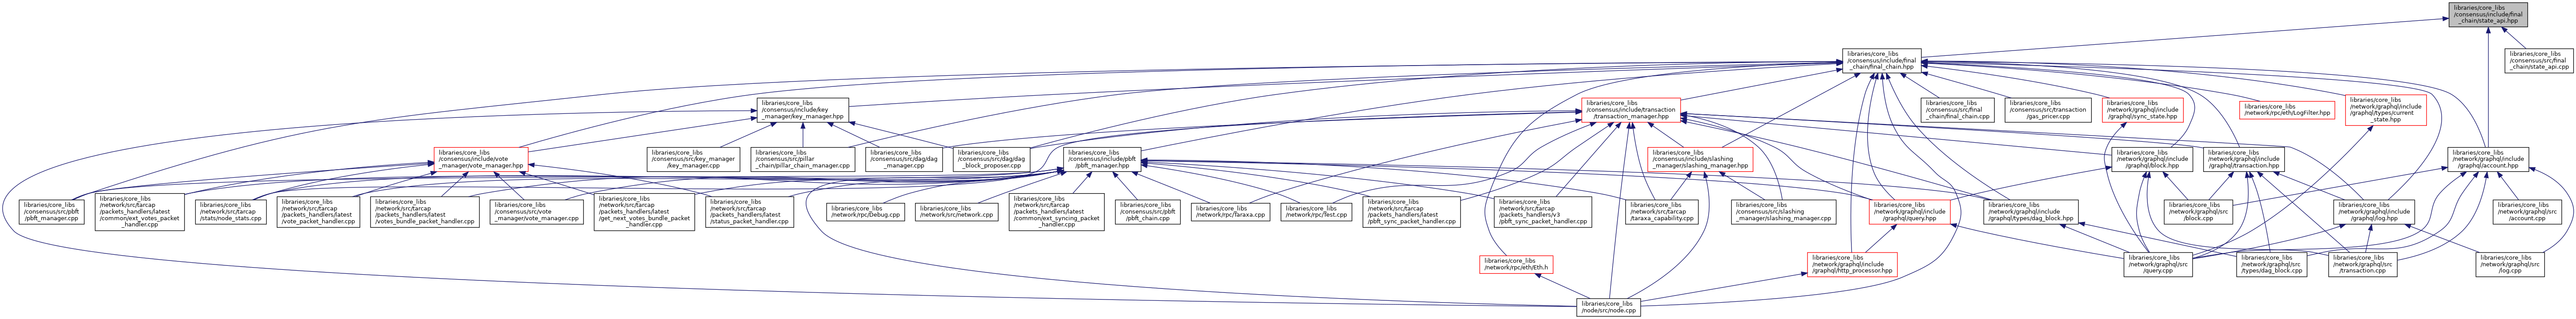 libraries/core_libs
/consensus/include/final
_chain/state_api.hpp
libraries/core_libs
/consensus/include/final
_chain/final_chain.hpp
libraries/core_libs
/consensus/src/final
_chain/state_api.cpp
libraries/core_libs
/consensus/include/key
_manager/key_manager.hpp
libraries/core_libs
/consensus/include/transaction
/transaction_manager.hpp
libraries/core_libs
/consensus/src/final
_chain/final_chain.cpp
libraries/core_libs
/consensus/src/transaction
/gas_pricer.cpp
libraries/core_libs
/network/graphql/include
/graphql/sync_state.hpp
libraries/core_libs
/network/rpc/eth/LogFilter.hpp
libraries/core_libs
/network/graphql/include
/graphql/types/current
_state.hpp
libraries/core_libs
/consensus/include/vote
_manager/vote_manager.hpp
libraries/core_libs
/consensus/src/key_manager
/key_manager.cpp
libraries/core_libs
/consensus/src/pillar
_chain/pillar_chain_manager.cpp
libraries/core_libs
/consensus/src/dag/dag
_manager.cpp
libraries/core_libs
/consensus/src/dag/dag
_block_proposer.cpp
libraries/core_libs
/consensus/include/pbft
/pbft_manager.hpp
libraries/core_libs
/consensus/include/slashing
_manager/slashing_manager.hpp
libraries/core_libs
/network/graphql/include
/graphql/block.hpp
libraries/core_libs
/network/graphql/include
/graphql/transaction.hpp
libraries/core_libs
/network/graphql/include
/graphql/account.hpp
libraries/core_libs
/consensus/src/pbft
/pbft_manager.cpp
libraries/core_libs
/network/src/tarcap
/packets_handlers/latest
/common/ext_votes_packet
_handler.cpp
libraries/core_libs
/network/src/tarcap
/stats/node_stats.cpp
libraries/core_libs
/network/src/tarcap
/packets_handlers/latest
/vote_packet_handler.cpp
libraries/core_libs
/network/src/tarcap
/packets_handlers/latest
/votes_bundle_packet_handler.cpp
libraries/core_libs
/consensus/src/vote
_manager/vote_manager.cpp
libraries/core_libs
/network/src/tarcap
/packets_handlers/latest
/get_next_votes_bundle_packet
_handler.cpp
libraries/core_libs
/network/src/tarcap
/packets_handlers/latest
/status_packet_handler.cpp
libraries/core_libs
/network/rpc/Debug.cpp
libraries/core_libs
/network/src/network.cpp
libraries/core_libs
/network/src/tarcap
/packets_handlers/latest
/common/ext_syncing_packet
_handler.cpp
libraries/core_libs
/consensus/src/pbft
/pbft_chain.cpp
libraries/core_libs
/network/rpc/Taraxa.cpp
libraries/core_libs
/network/rpc/Test.cpp
libraries/core_libs
/network/src/tarcap
/packets_handlers/latest
/pbft_sync_packet_handler.cpp
libraries/core_libs
/network/src/tarcap
/packets_handlers/v3
/pbft_sync_packet_handler.cpp
libraries/core_libs
/network/src/tarcap
/taraxa_capability.cpp
libraries/core_libs
/consensus/src/slashing
_manager/slashing_manager.cpp
libraries/core_libs
/network/graphql/include
/graphql/query.hpp
libraries/core_libs
/network/graphql/include
/graphql/types/dag_block.hpp
libraries/core_libs
/network/graphql/src
/block.cpp
libraries/core_libs
/network/graphql/include
/graphql/log.hpp
libraries/core_libs
/network/graphql/src
/account.cpp
libraries/core_libs
/network/rpc/eth/Eth.h
libraries/core_libs
/network/graphql/include
/graphql/http_processor.hpp
libraries/core_libs
/network/graphql/src
/query.cpp
libraries/core_libs
/network/graphql/src
/types/dag_block.cpp
libraries/core_libs
/network/graphql/src
/transaction.cpp
libraries/core_libs
/network/graphql/src
/log.cpp
libraries/core_libs
/node/src/node.cpp